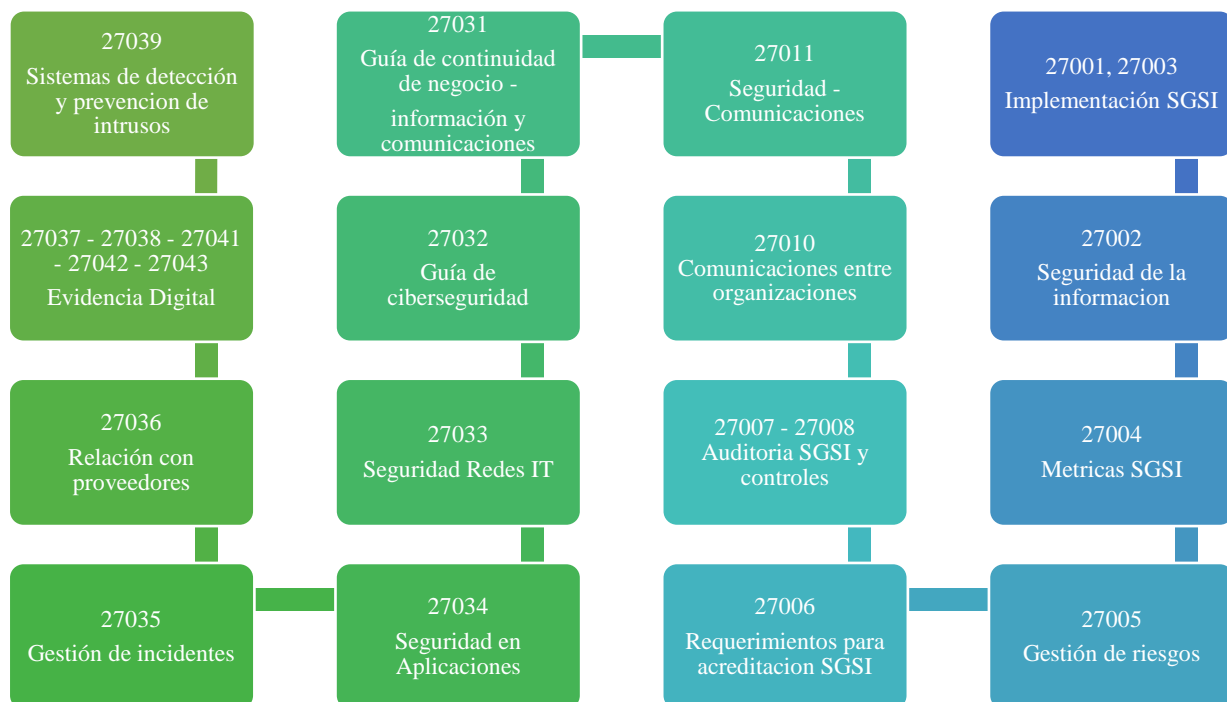 27039
Sistemas de detección
y prevencion de
intrusos
27031
Guía de continuidad
de negocio -
información y
comunicaciones
27011
Seguridad -
Comunicaciones
27001, 27003
Implementación SGSI
27037 - 27038 - 27041
- 27042 - 27043
Evidencia Digital
27032
Guía de
ciberseguridad
27010
Comunicaciones entre
organizaciones
27002
Seguridad de la
informacion
27036
Relación con
proveedores
27033
Seguridad Redes IT
27007 - 27008
Auditoria SGSI y
controles
27004
Metricas SGSI
27035
Gestión de incidentes
27034
Seguridad en
Aplicaciones
27006
Requerimientos para
acreditacion SGSI
27005
Gestión de riesgos